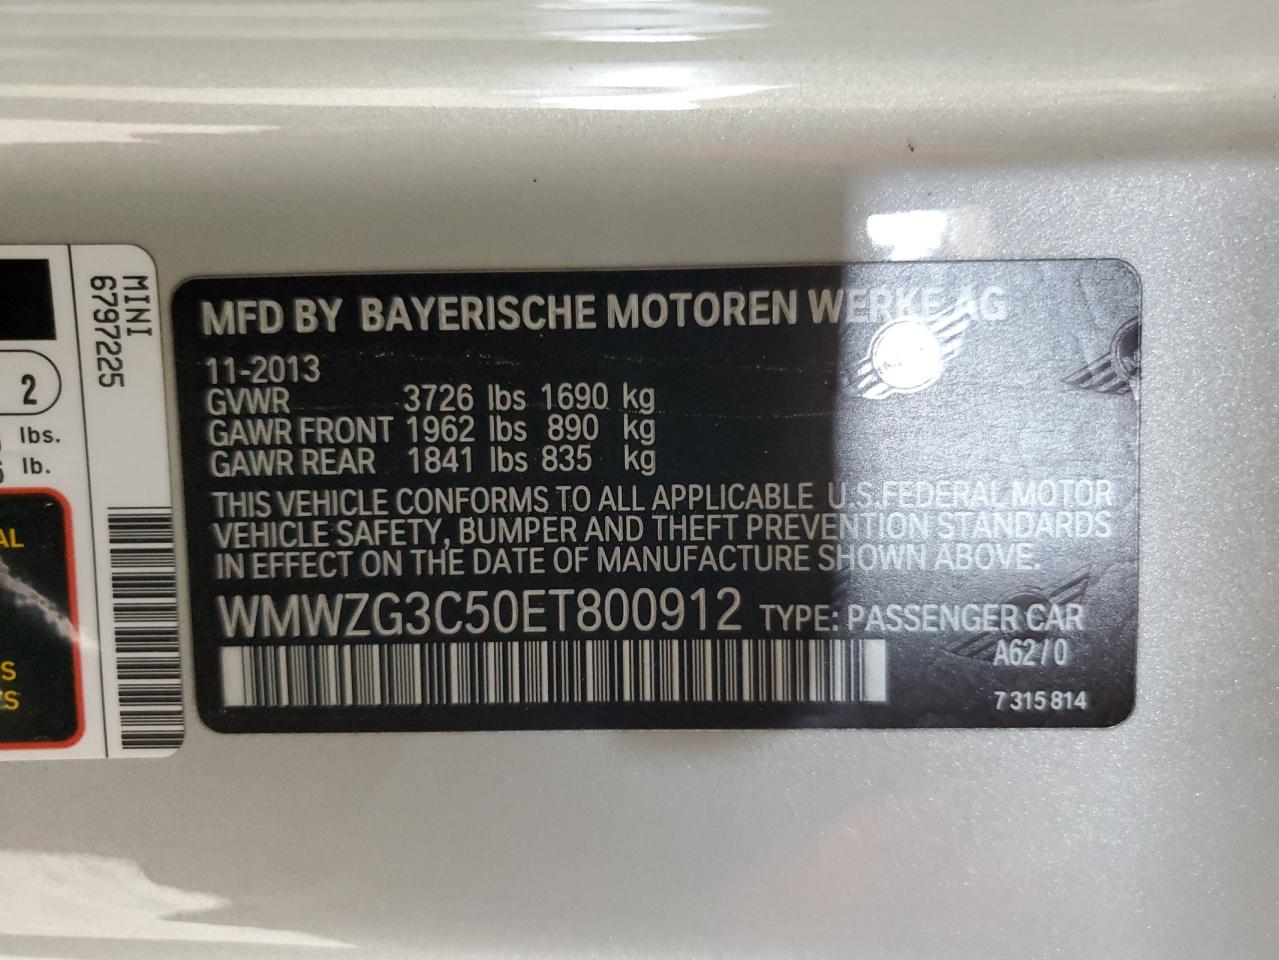 MINI
6797225
2
lbs.
lb.
AL
S
ES
MFD BY BAYERISCHE MOTOREN WERKE AG
11-2013
GVWR 3726 lbs 1690 kg
GAWR FRONT 1962 lbs 890 kg
GAWR REAR 1841 lbs 835 kg
THIS VEHICLE CONFORMS TO ALL APPLICABLE U.S.FEDERAL MOTOR
VEHICLE SAFETY, BUMPER AND THEFT PREVENTION STANDARDS
IN EFFECT ON THE DATE OF MANUFACTURE SHOWN ABOVE.
WMWZG3C50ET800912 TYPE: PASSENGER CAR
A62/0
7 315 814